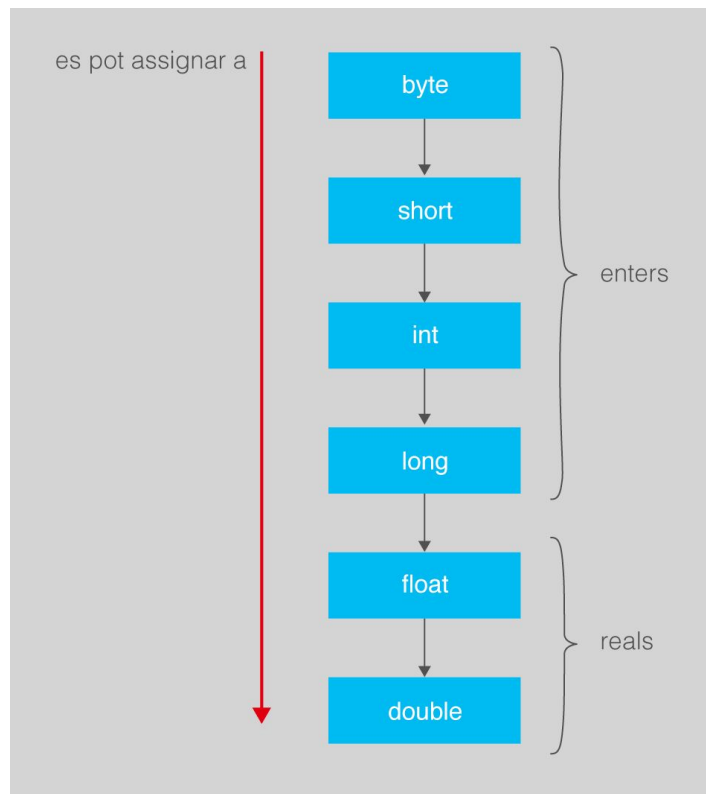 es pot assignar a
byte
short
int
long
float
double
enters
reals